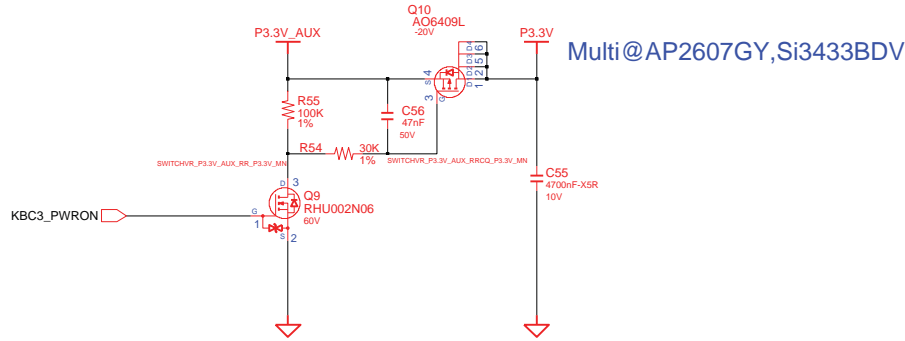 Q10
AO6409L
-20V
P3.3V_AUX
P3.3V
Multi@AP2607GY,Si3433BDV
4
S
D4
D3
D2
D1
6
5
2
1
3
G
R55
100K
1%
C56
47nF
50V
R54
30K
1%
SWITCHVR_P3.3V_AUX_RR_P3.3V_MN
SWITCHVR_P3.3V_AUX_RRCQ_P3.3V_MN
C55
4700nF-X5R
10V
D
3
Q9
RHU002N06
60V
KBC3_PWRON
G
1
S
2